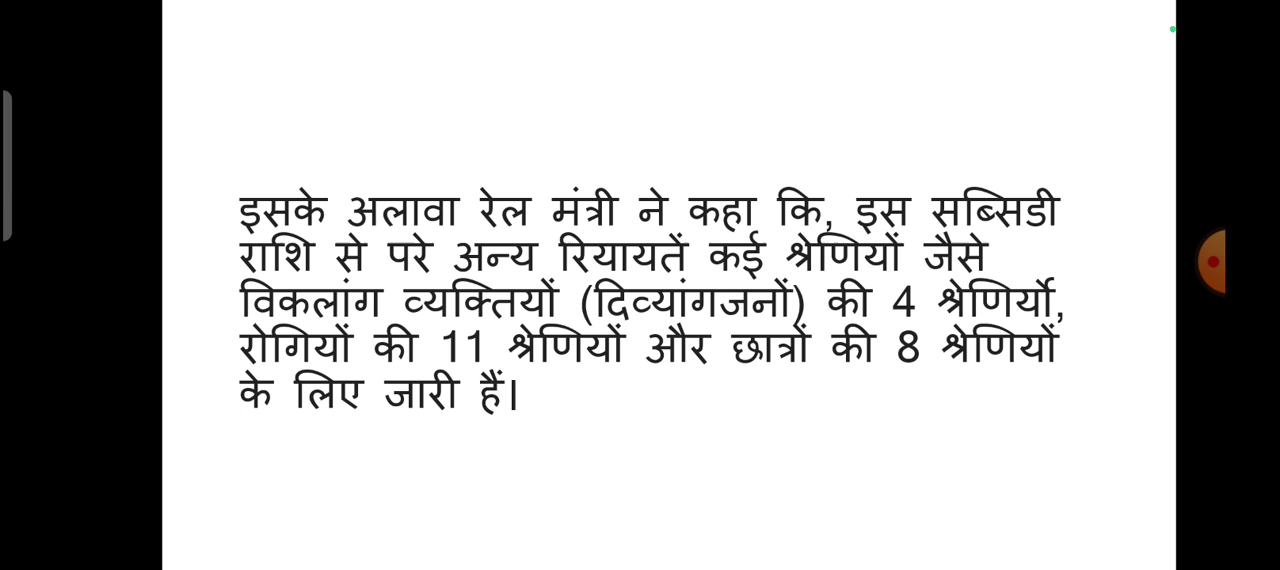 इसके अलावा रेल मंत्री ने कहा कि, इस सब्सिडी
राशि से परे अन्य रियायतें कई श्रेणियों जैसे
विकलांग व्यक्तियों (दिव्यांगजनों) की 4 श्रेणिर्यो,
रोगियों की 11 श्रेणियों और छात्रों की 8 श्रेणियों
के लिए जारी हैं।